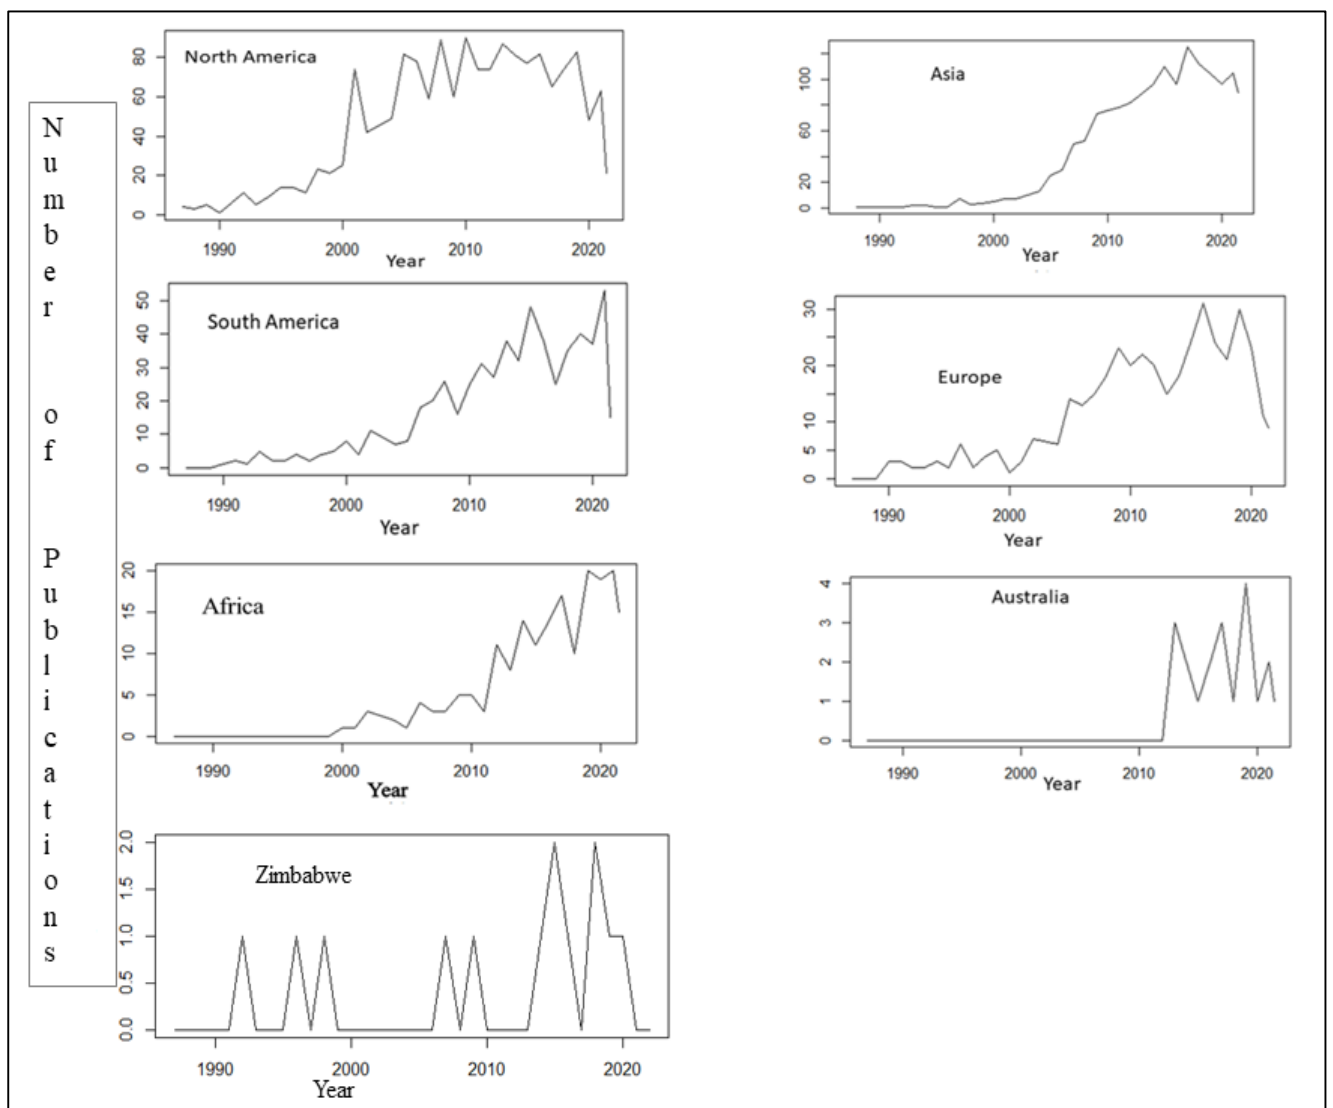 Number of Publications
North America
0 20 40 60 80
1990 2000 2010 2020
Year
Asia
0 20 60 100
1990 2000 2010 2020
Year
South America
0 10 20 30 40 50
1990 2000 2010 2020
Year
Europe
0 5 10 20 30
1990 2000 2010 2020
Year
Africa
0 5 10 15 20
1990 2000 2010 2020
Year
Australia
0 1 2 3 4
1990 2000 2010 2020
Year
Zimbabwe
0.0 0.5 1.0 1.5 2.0
1990 2000 2010 2020
Year